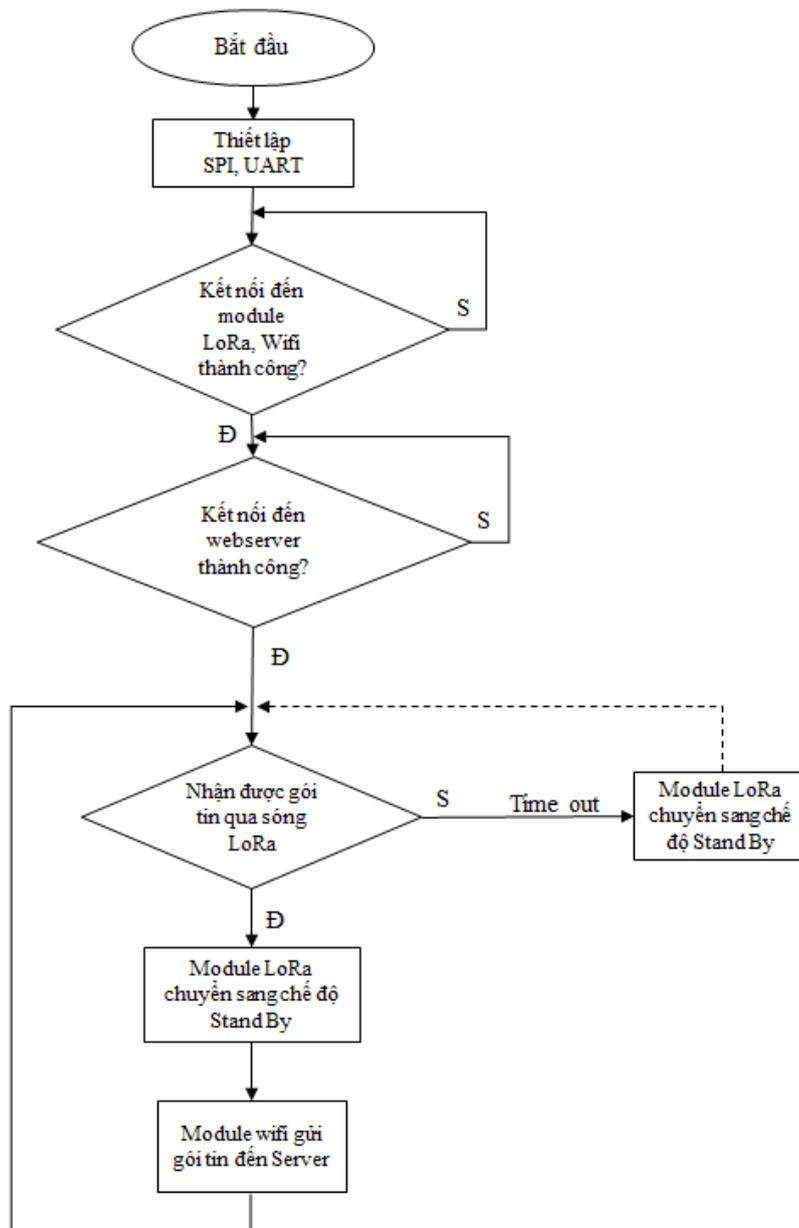 Bắt đầu
Thiết lập
SPI, UART
Kết nối đến
module
LoRa, Wifi
thành công?
S
Đ
Kết nối đến
webserver
thành công?
S
Đ
Nhận được gói
tin qua sóng
LoRa
S
Time out
Module LoRa
chuyển sang chế
độ Stand By
Đ
Module LoRa
chuyển sang chế độ
Stand By
Module wifi gửi
gói tin đến Server